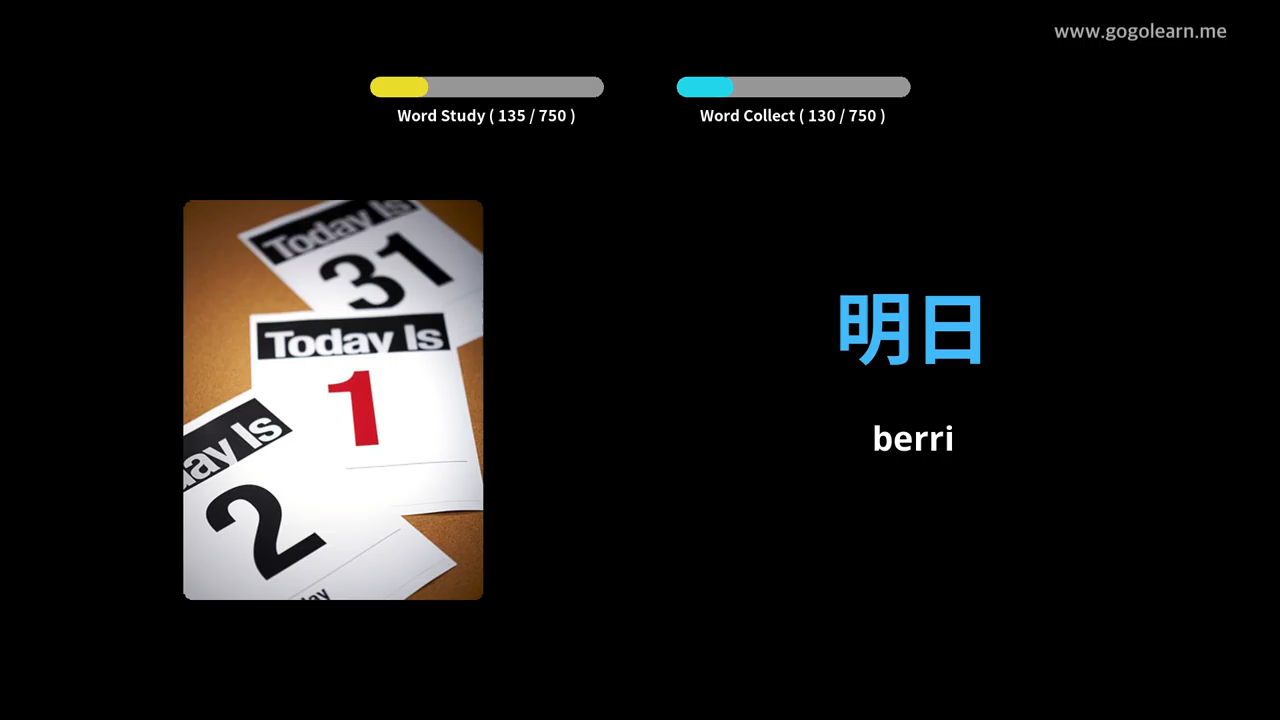 www.gogolearn.me
Word Study ( 135 / 750 )
Word Collect ( 130 / 750 )
Today Is
31
Today Is
1
ay Is
2
明日
berri